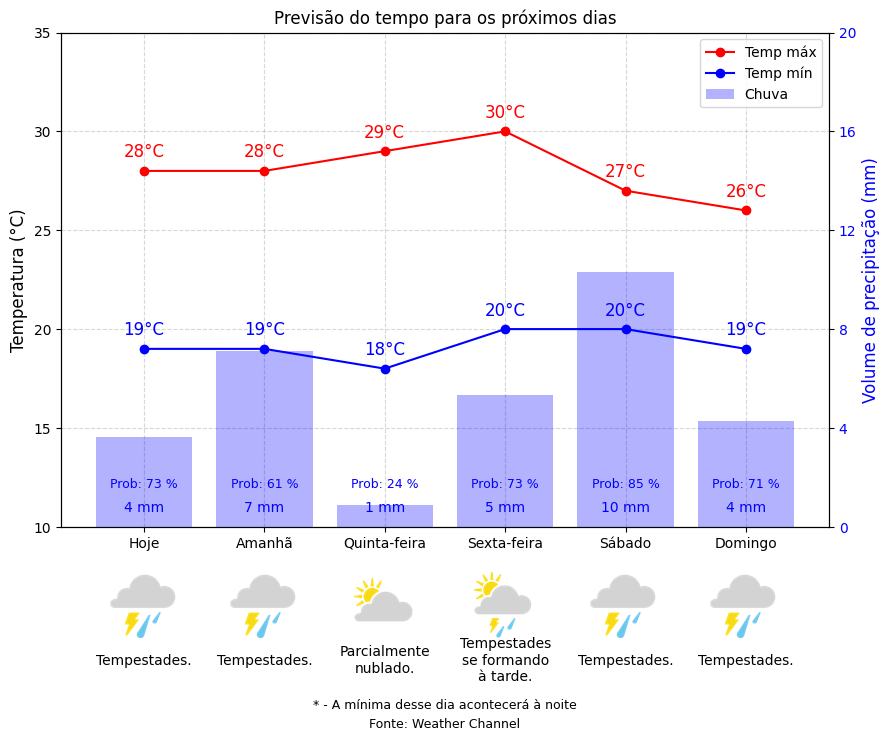 Previsão do tempo para os próximos dias
Temperatura (°C)
Volume de precipitação (mm)
35
30
25
20
15
10
20
16
12
8
4
0
Temp máx
Temp mín
Chuva
28°C
28°C
29°C
30°C
27°C
26°C
19°C
19°C
18°C
20°C
20°C
19°C
Prob: 73 %
Prob: 61 %
Prob: 24 %
Prob: 73 %
Prob: 85 %
Prob: 71 %
4 mm
7 mm
1 mm
5 mm
10 mm
4 mm
Hoje
Amanhã
Quinta-feira
Sexta-feira
Sábado
Domingo
Tempestades.
Tempestades.
Parcialmente
nublado.
Tempestades
se formando
à tarde.
Tempestades.
Tempestades.
* - A mínima desse dia acontecerá à noite
Fonte: Weather Channel